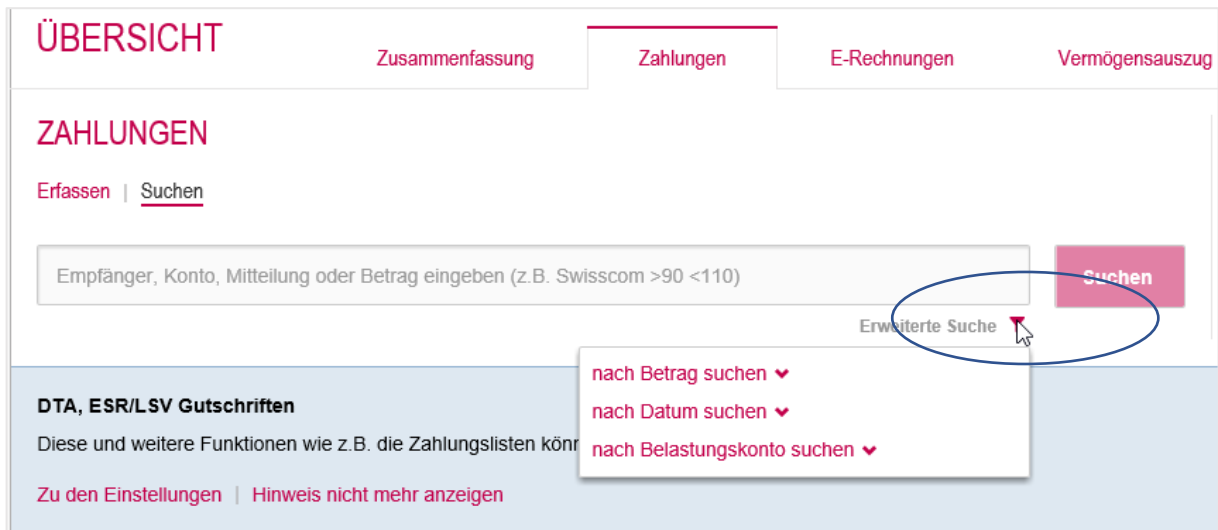 ÜBERSICHT
Zusammenfassung Zahlungen E-Rechnungen Vermögensauszug
ZAHLUNGEN
Erfassen | Suchen
Empfänger, Konto, Mitteilung oder Betrag eingeben (z.B. Swisscom >90 <110) Suchen
Erweiterte Suche
nach Betrag suchen
nach Datum suchen
nach Belastungskonto suchen
DTA, ESR/LSV Gutschriften
Diese und weitere Funktionen wie z.B. die Zahlungslisten könn
Zu den Einstellungen | Hinweis nicht mehr anzeigen